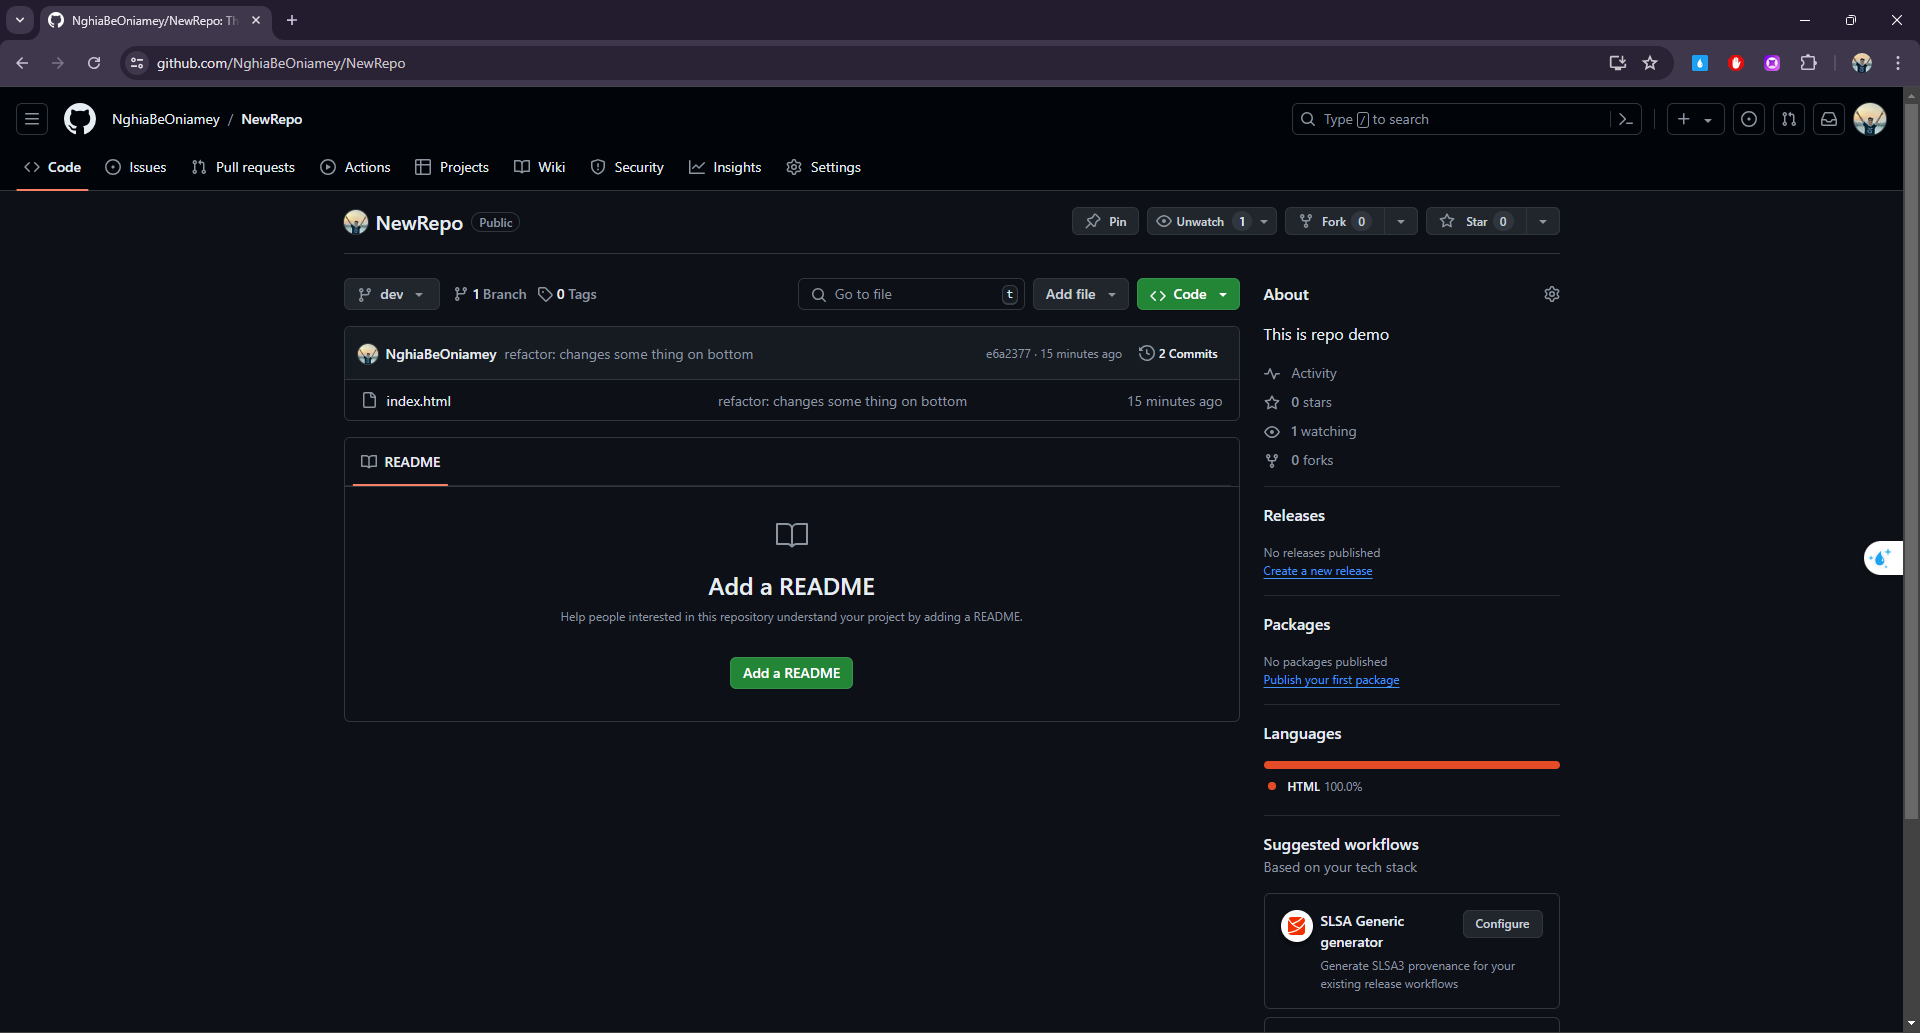 NghiaBeOniamey/NewRepo: Th
github.com/NghiaBeOniamey/NewRepo
NghiaBeOniamey / NewRepo
Type / to search
Code Issues Pull requests Actions Projects Wiki Security Insights Settings
NewRepo Public
Pin Unwatch 1 Fork 0 Star 0
dev 1 Branch 0 Tags
Go to file t Add file Code
NghiaBeOniamey refactor: changes some thing on bottom e6a2377 · 15 minutes ago 2 Commits
index.html refactor: changes some thing on bottom 15 minutes ago
README
Add a README
Help people interested in this repository understand your project by adding a README.
Add a README
About
This is repo demo
Activity
0 stars
1 watching
0 forks
Releases
No releases published
Create a new release
Packages
No packages published
Publish your first package
Languages
HTML 100.0%
Suggested workflows
Based on your tech stack
SLSA Generic
generator
Configure
Generate SLSA3 provenance for your
existing release workflows